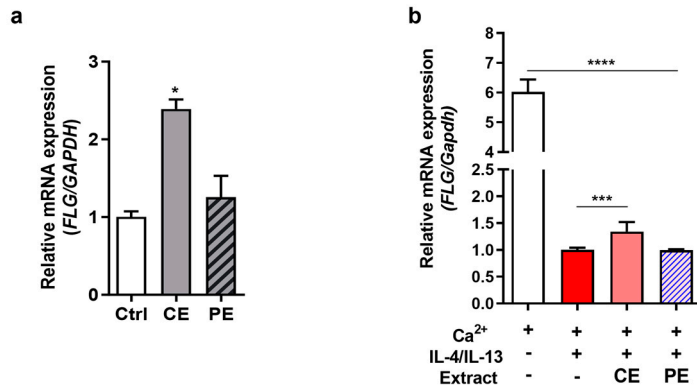 a
Relative mRNA expression
(FLG/GAPDH)
3
2
1
0
*
Ctrl CE PE
b
Relative mRNA expression
(FLG/Gapdh)
8
7
6
5
4
2.5
2.0
1.5
1.0
0.5
0.0
****
***
Ca2+ + + + +
IL-4/IL-13 - + + +
Extract - - CE PE